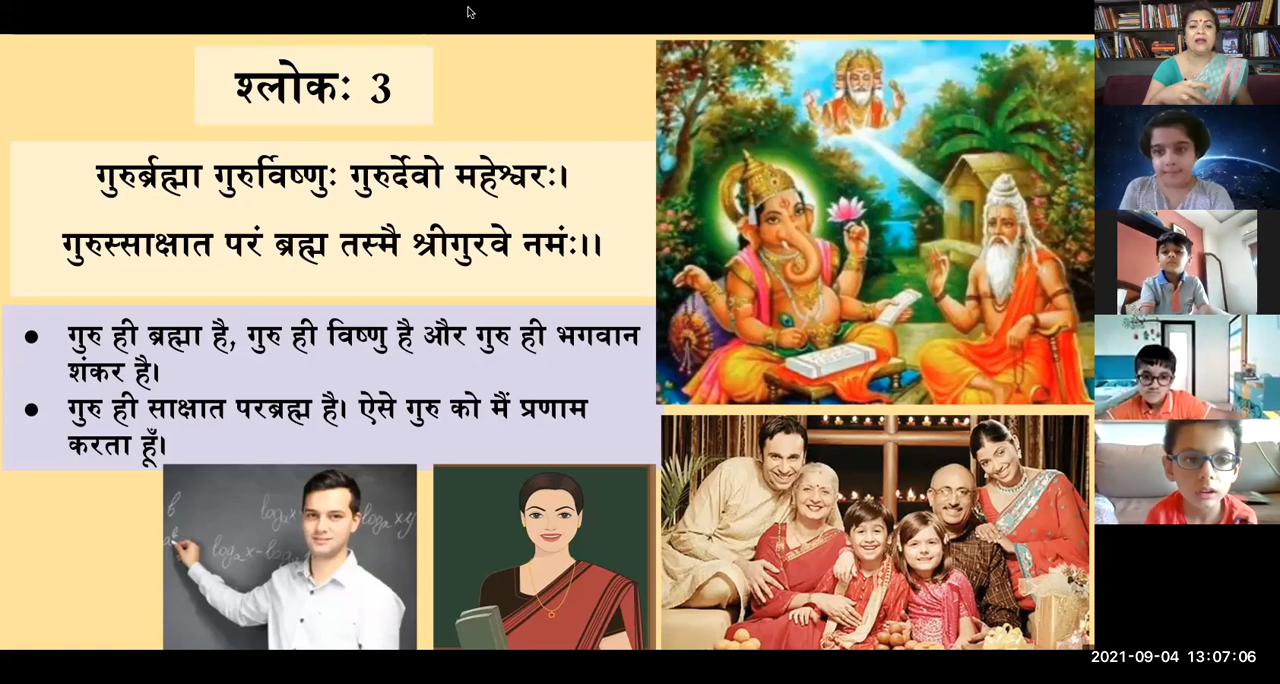 श्लोकः 3
गुरुर्ब्रह्मा गुरुर्विष्णुः गुरुर्देवो महेश्वरः।
गुरुस्साक्षात परं ब्रह्म तस्मै श्रीगुरवे नमंः।।
● गुरु ही ब्रह्मा है, गुरु ही विष्णु है और गुरु ही भगवान
शंकर है।
● गुरु ही साक्षात परब्रह्म है। ऐसे गुरु को मैं प्रणाम
करता हूँ।
2021-09-04 13:07:06